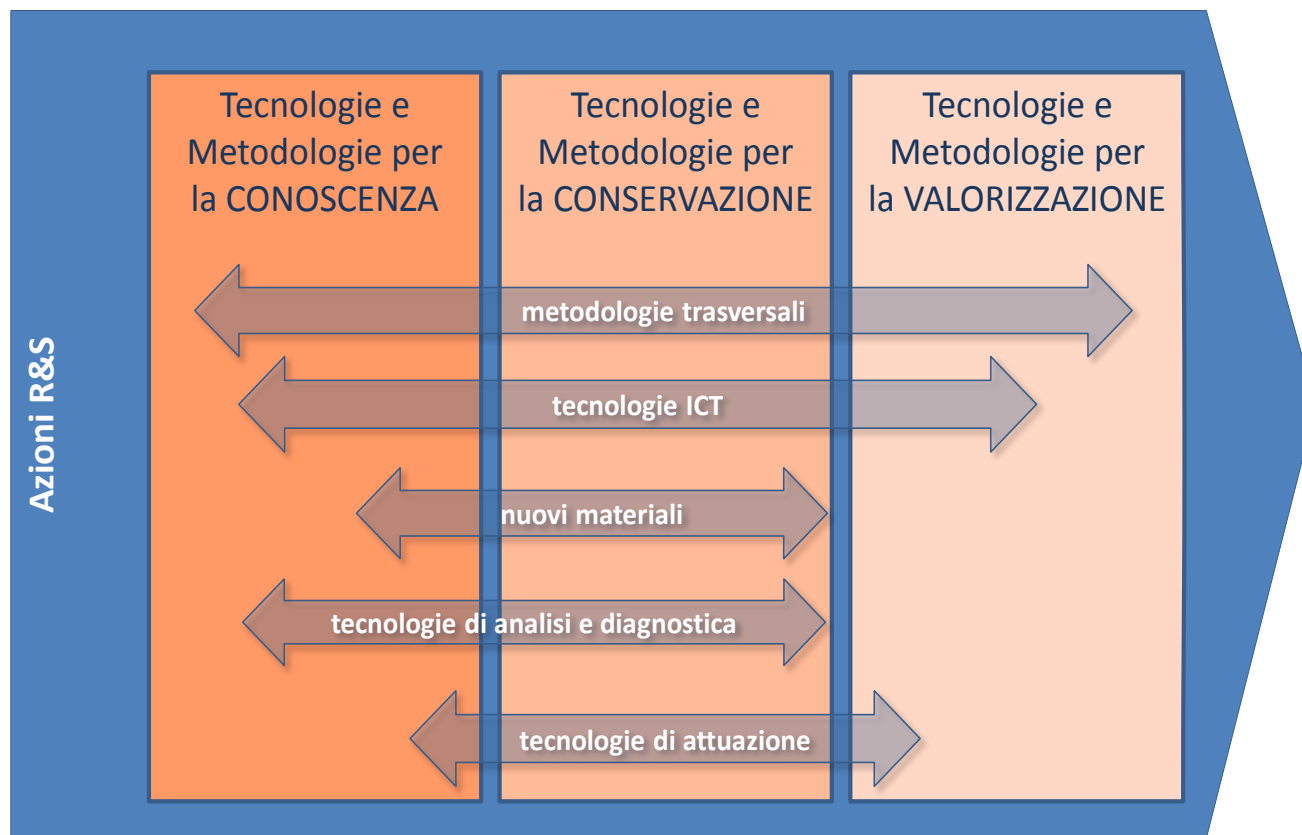 Azioni R&S
Tecnologie e
Metodologie per
la CONOSCENZA
Tecnologie e
Metodologie per
la CONSERVAZIONE
Tecnologie e
Metodologie per
la VALORIZZAZIONE
metodologie trasversali
tecnologie ICT
nuovi materiali
tecnologie di analisi e diagnostica
tecnologie di attuazione